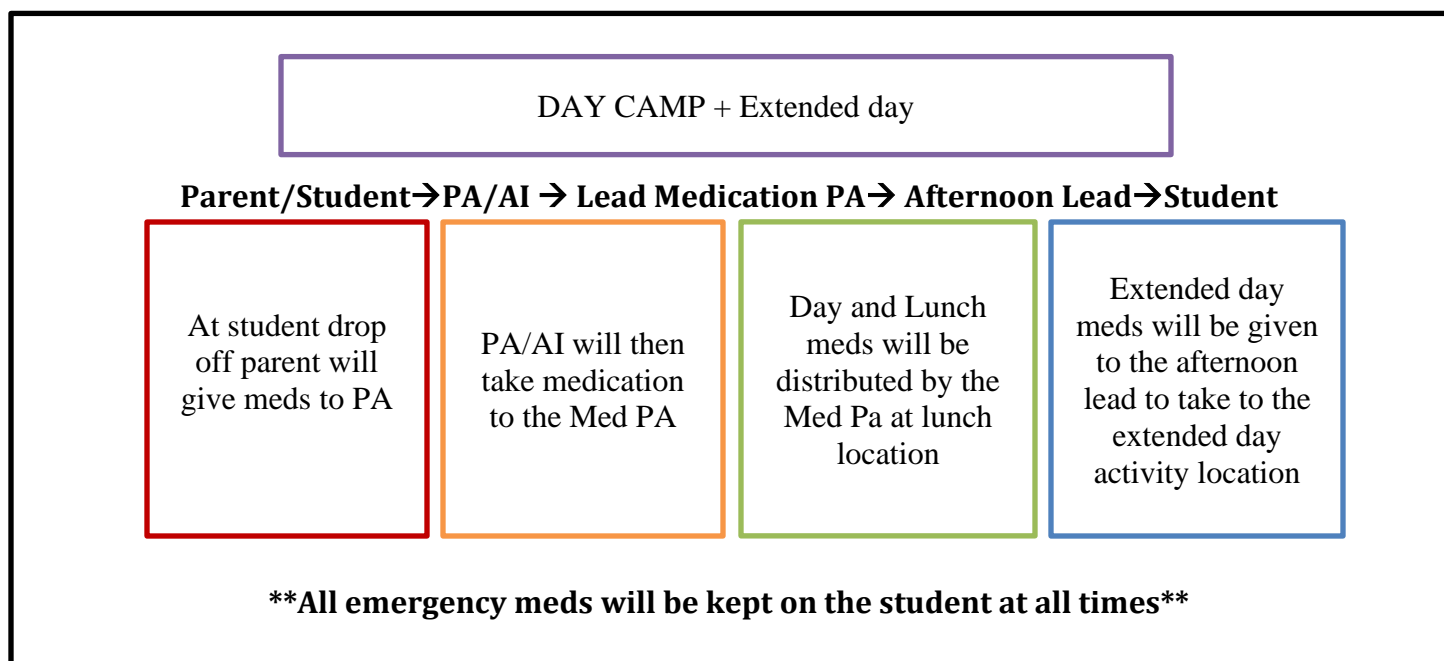 DAY CAMP + Extended day
Parent/Student→PA/AI → Lead Medication PA→ Afternoon Lead→Student
At student drop
off parent will
give meds to PA
PA/AI will then
take medication
to the Med PA
Day and Lunch
meds will be
distributed by the
Med Pa at lunch
location
Extended day
meds will be given
to the afternoon
lead to take to the
extended day
activity location
**All emergency meds will be kept on the student at all times**